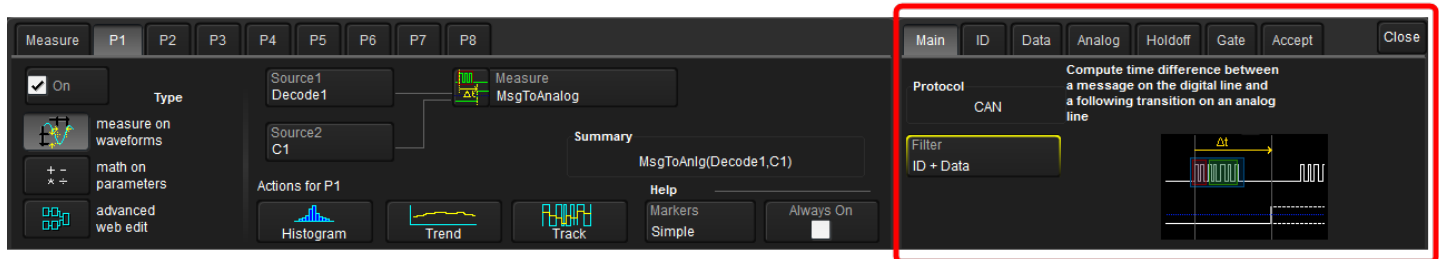 Measure
P1
P2
P3
P4
P5
P6
P7
P8
On
Type
measure on
waveforms
math on
parameters
advanced
web edit
Source1
Decode1
Source2
C1
Measure
MsgToAnalog
Summary
MsgToAnlg(Decode1,C1)
Actions for P1
Histogram
Trend
Track
Help
Markers
Simple
Always On
Main
ID
Data
Analog
Holdoff
Gate
Accept
Close
Protocol
CAN
Compute time difference between
a message on the digital line and
a following transition on an analog
line
Filter
ID + Data
Δt